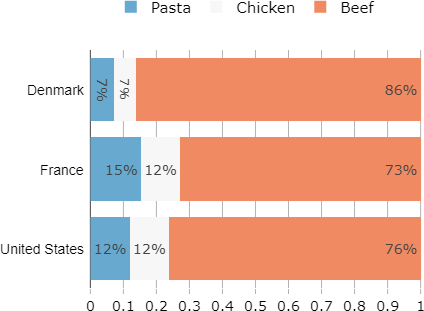 Pasta Chicken Beef
Denmark 7% 7% 86%
France 15% 12% 73%
United States 12% 12% 76%
0 0.1 0.2 0.3 0.4 0.5 0.6 0.7 0.8 0.9 1